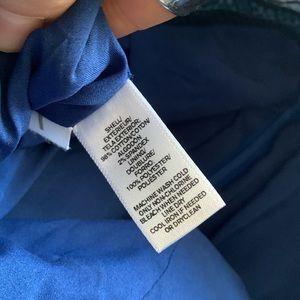 SHELL/
EXTERIEUR/
TELA EXTERIOR:
98% COTTON/COTON/
ALGODÓN
2% SPANDEX
LINING/
DOUBLURE/
FORRO:
100% POLYESTER/
POLIÉSTER
MACHINE WASH COLD
ONLY NON-CHLORINE
BLEACH WHEN NEEDED
LINE DRY
COOL IRON IF NEEDED
OR DRYCLEAN